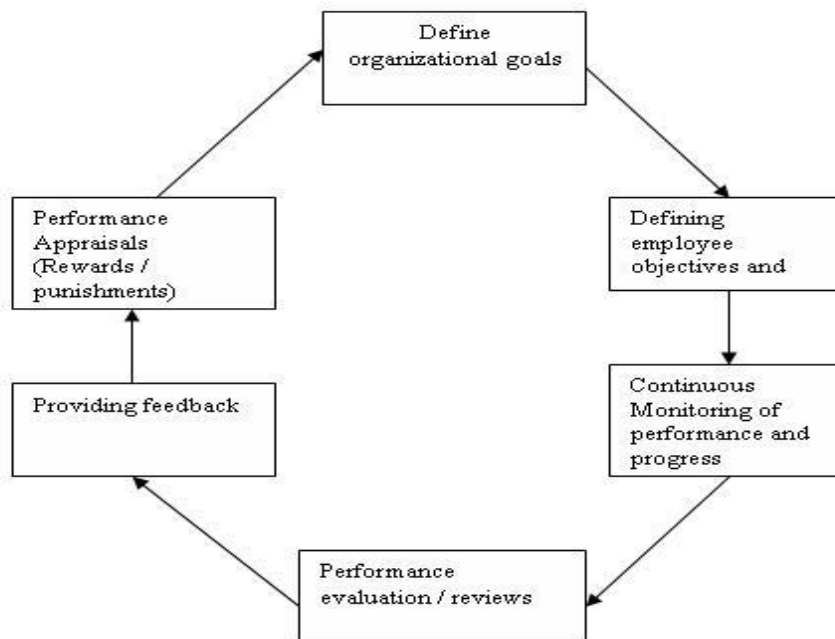 Define
organizational goals
Defining
employee
objectives and
Continuous
Monitoring of
performance and
progress
Performance
evaluation / reviews
Providing feedback
Performance
Appraisals
(Rewards /
punishments)